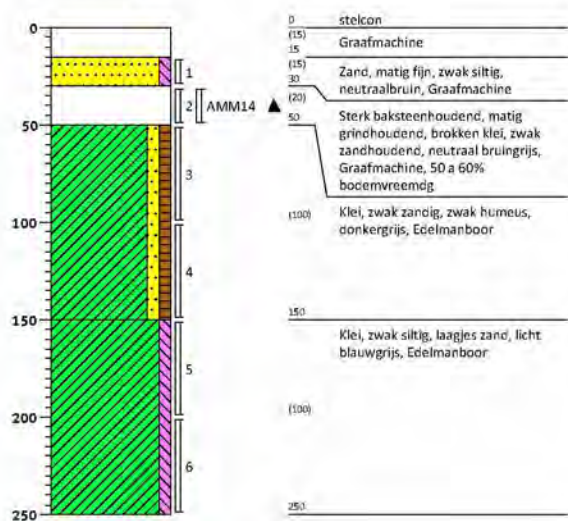 0
50
100
150
200
250
1
2
AMM14
3
4
5
6
0
stelcon
(15)
Graafmachine
15
(15)
Zand, matig fijn, zwak siltig,
30
neutraalbruin, Graafmachine
(20)
50
Sterk baksteenhoudend, matig
grindhoudend, brokken klei, zwak
zandhoudend, neutraal bruingrijs,
Graafmachine, 50 a 60%
bodemvreemdg
(100)
Klei, zwak zandig, zwak humeus,
donkergrijs, Edelmanboor
150
Klei, zwak siltig, laagjes zand, licht
blauwgrijs, Edelmanboor
(100)
250